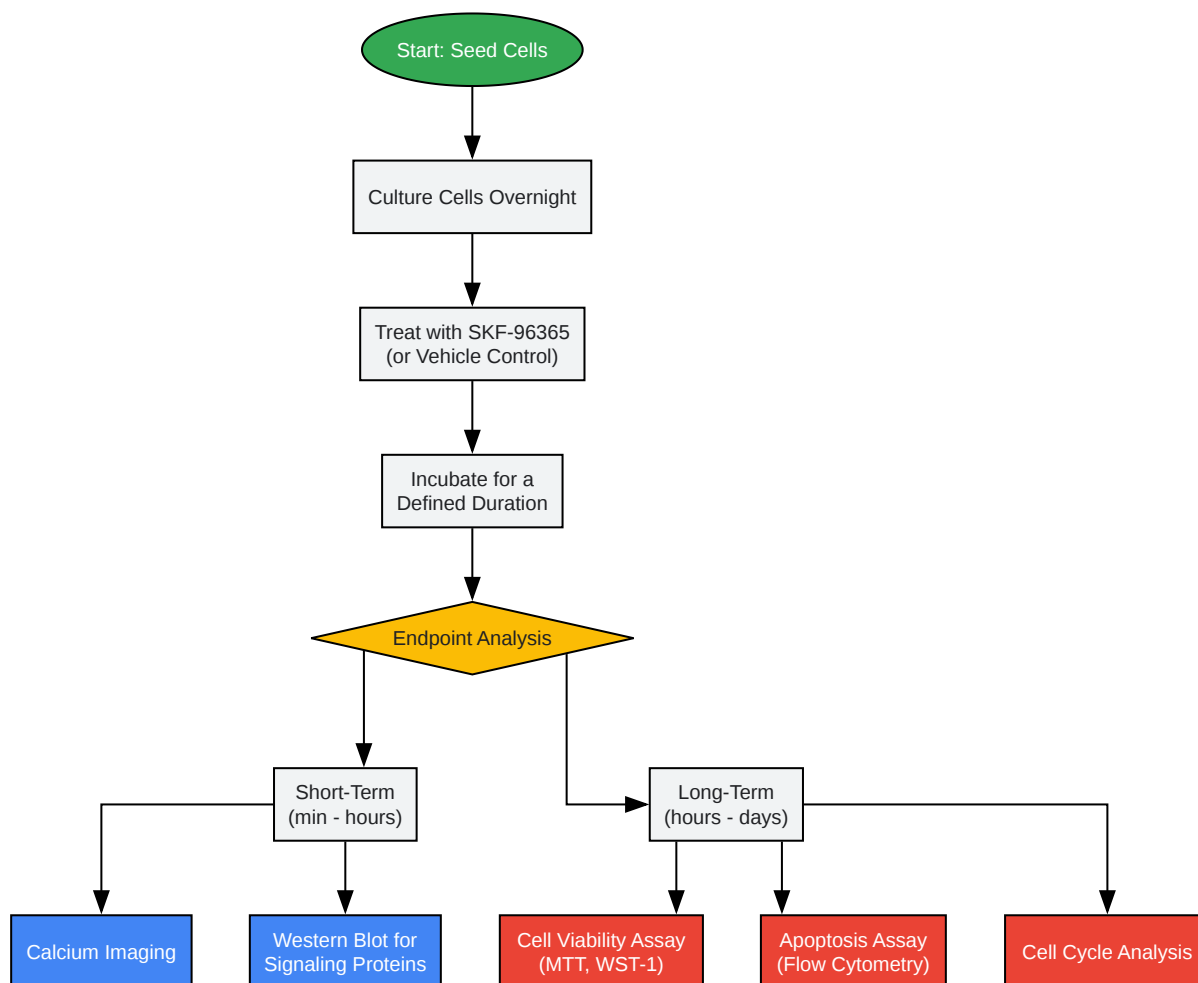 Start: Seed Cells
Culture Cells Overnight
Treat with SKF-96365
(or Vehicle Control)
Incubate for a
Defined Duration
Endpoint Analysis
Short-Term
(min - hours)
Long-Term
(hours - days)
Calcium Imaging
Western Blot for
Signaling Proteins
Cell Viability Assay
(MTT, WST-1)
Apoptosis Assay
(Flow Cytometry)
Cell Cycle Analysis